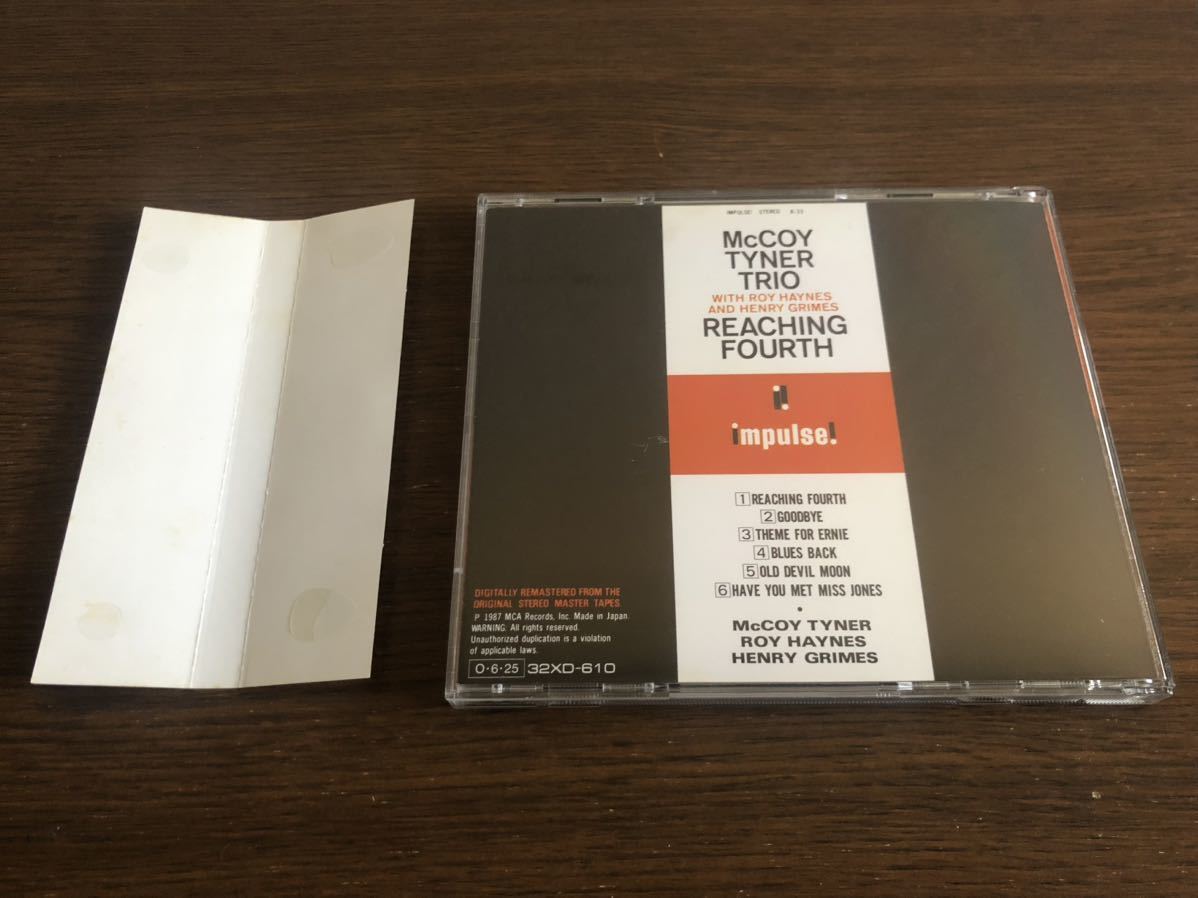 IMPULSE! STEREO A-33
McCOY
TYNER
TRIO
WITH ROY HAYNES
AND HENRY GRIMES
REACHING
FOURTH
i!
impulse!
1 REACHING FOURTH
2 GOODBYE
3 THEME FOR ERNIE
4 BLUES BACK
5 OLD DEVIL MOON
6 HAVE YOU MET MISS JONES
•
McCOY TYNER
ROY HAYNES
HENRY GRIMES
DIGITALLY REMASTERED FROM THE
ORIGINAL STEREO MASTER TAPES.
P 1987 MCA Records, Inc. Made in Japan.
WARNING: All rights reserved.
Unauthorized duplication is a violation
of applicable laws.
O·6·25 32XD-610